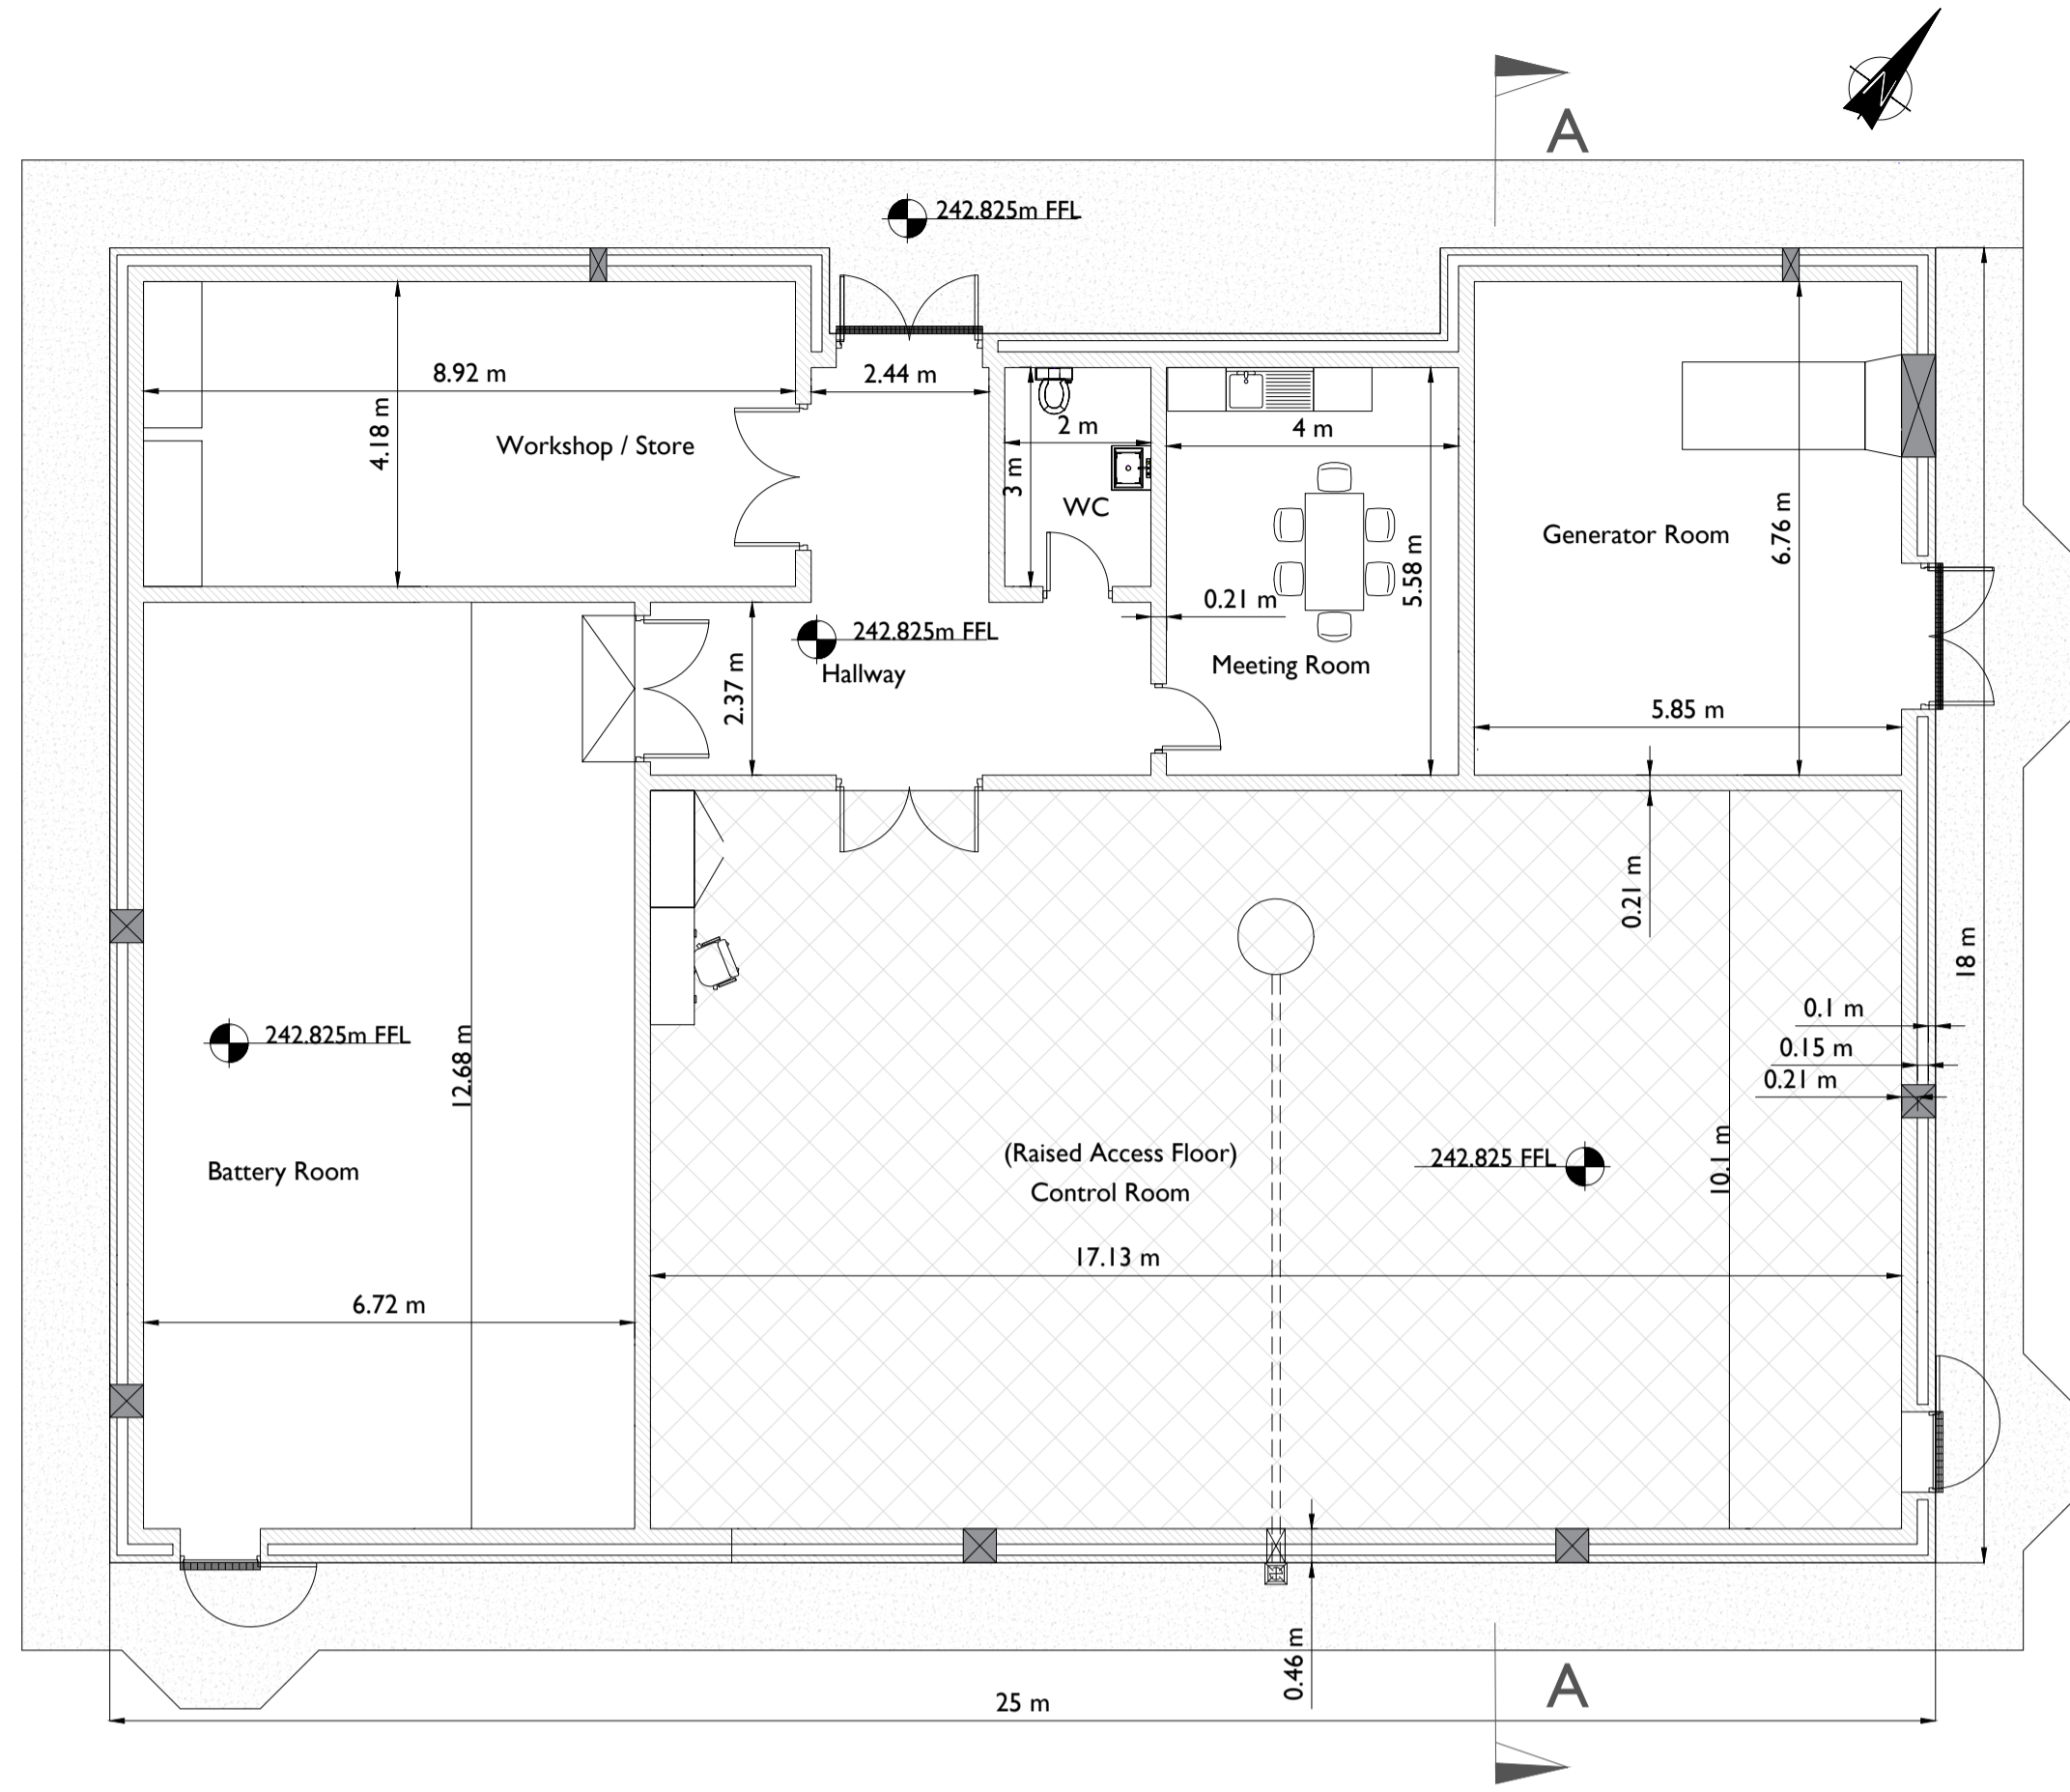 N
A
242.825m FFL
8.92 m
2.44 m
4.18 m
Workshop / Store
2 m
4 m
3 m
WC
Generator Room
6.76 m
5.58 m
0.21 m
242.825m FFL
Hallway
Meeting Room
2.37 m
5.85 m
0.21 m
18 m
0.1 m
242.825m FFL
12.68 m
0.15 m
0.21 m
(Raised Access Floor)
Control Room
242.825 FFL
10.1 m
Battery Room
17.13 m
6.72 m
0.46 m
A
25 m